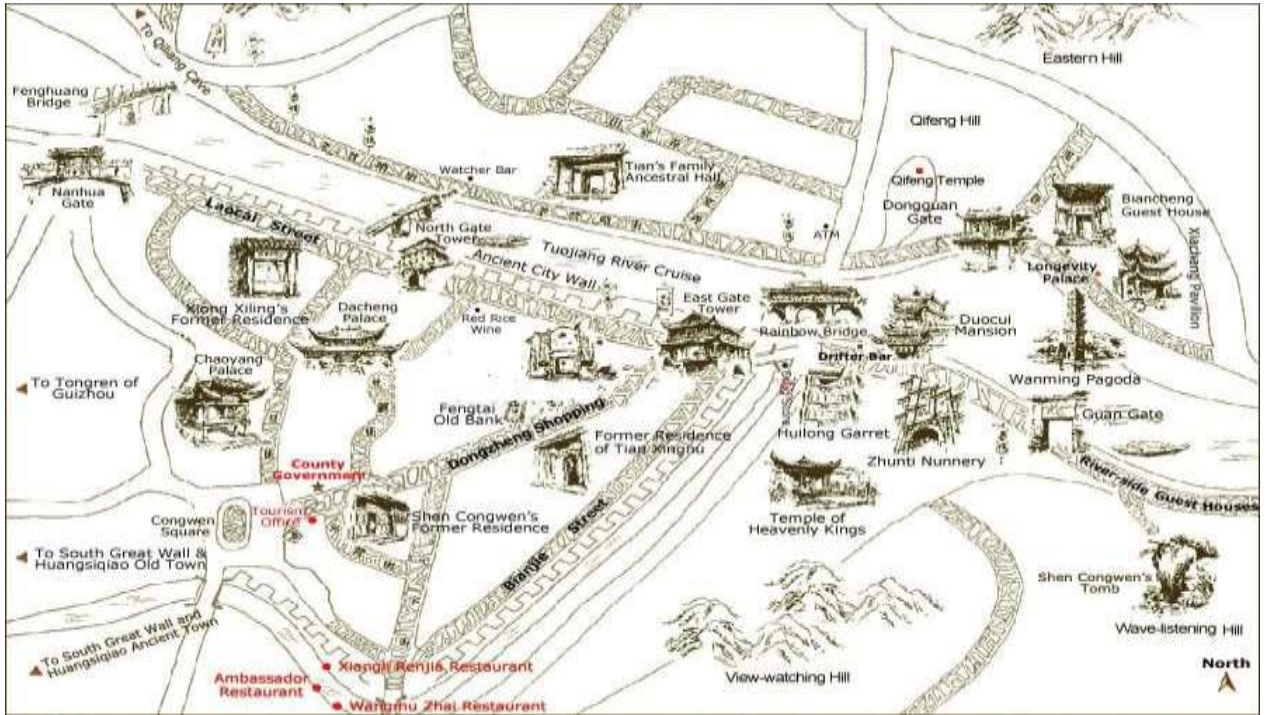 To Qiliang Cave
Eastern Hill
Fenghuang
Bridge
Qifeng Hill
Watcher Bar
Tian's Family
Ancestral Hall
Qifeng Temple
Nanhua
Gate
Dongguan
Gate
Biancheng
Guest House
Laocai Street
North Gate
Tower
ATM
Tuojiang River Cruise
Ancient City Wall
Longevity
Palace
Pavilion
Xiong Xiling's
Former Residence
Dacheng
Palace
Red Rice
Wine
East Gate
Tower
Rainbow Bridge
Duocui
Mansion
Drifter Bar
Chaoyang
Palace
Wanming Pagoda
To Tongren of
Guizhou
Fengtai
Old Bank
Dongzheng Shopping
Former Residence
of Tian Xinghu
Huilong Garret
Guan Gate
Zhunti Nunnery
County
Government
River-side Guest Houses
Tourism
Office
Congwen
Square
Shen Congwen's
Former Residence
Bianjie Street
Temple of
Heavenly Kings
To South Great Wall &
Huangsiqiao Old Town
Shen Congwen's
Tomb
Wave-listening Hill
To South Great Wall and
Huangsiqiao Ancient Town
Xiangxi Renjia Restaurant
Ambassador
Restaurant
Wangmu Zhai Restaurant
View-watching Hill
North